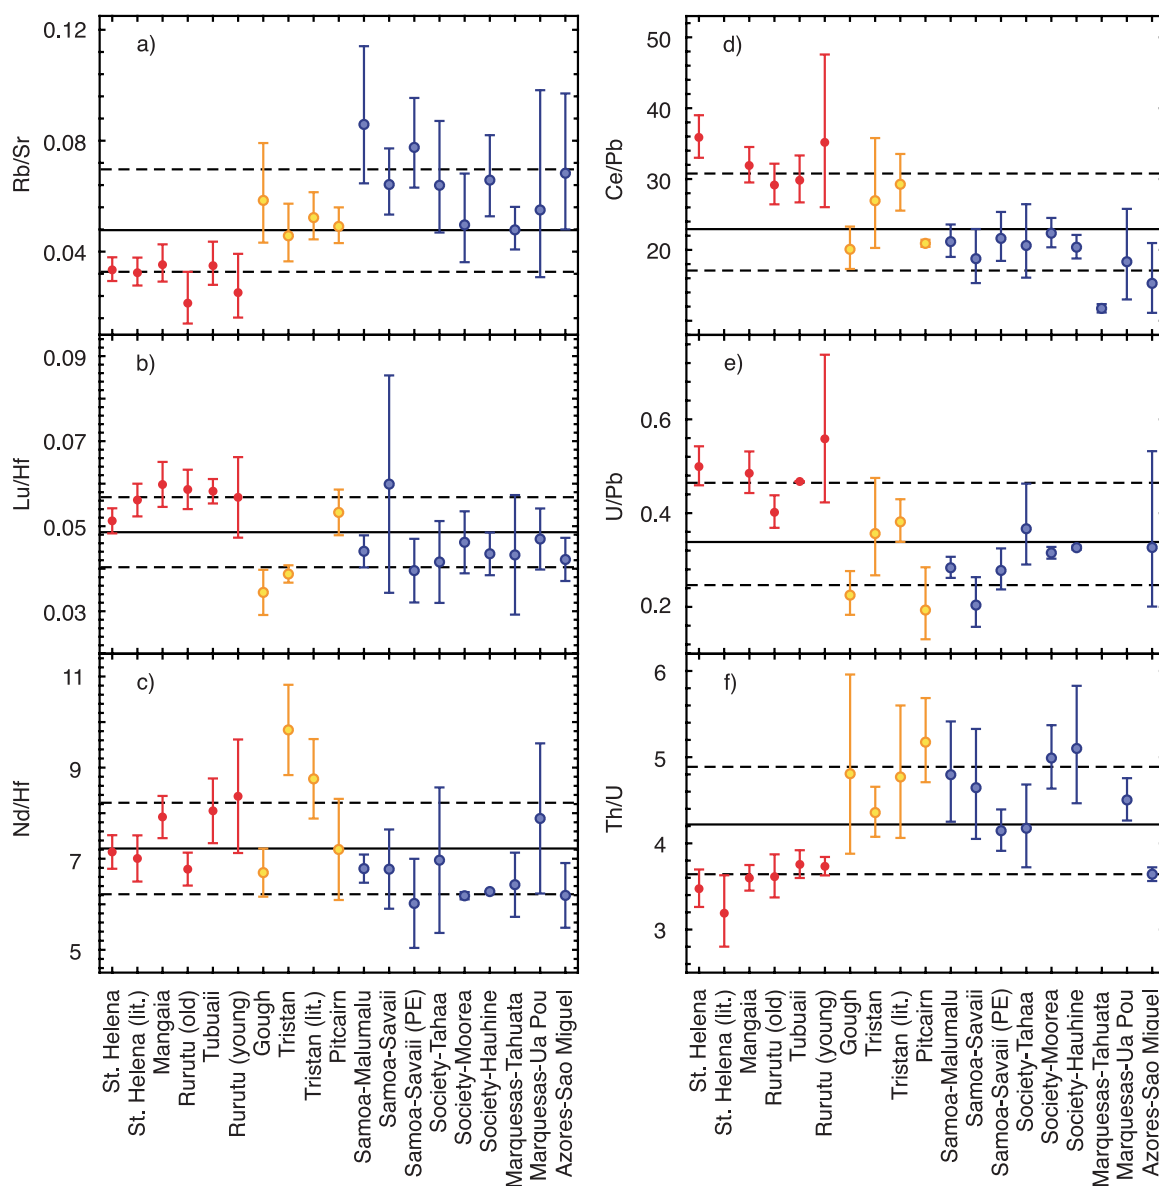 a)
Rb/Sr
0.12
0.08
0.04
b)
Lu/Hf
0.09
0.07
0.05
0.03
c)
Nd/Hf
11
9
7
5
St. Helena
St. Helena (lit.)
Mangaia
Rurutu (old)
Tubuaii
Rurutu (young)
Gough
Tristan
Tristan (lit.)
Pitcairn
Samoa-Malumalu
Samoa-Savaii
Samoa-Savaii (PE)
Society-Tahaa
Society-Moorea
Society-Hauhine
Marquesas-Tahuata
Marquesas-Ua Pou
Azores-Sao Miguel
d)
Ce/Pb
50
40
30
20
e)
U/Pb
0.6
0.4
0.2
f)
Th/U
6
5
4
3
St. Helena
St. Helena (lit.)
Mangaia
Rurutu (old)
Tubuaii
Rurutu (young)
Gough
Tristan
Tristan (lit.)
Pitcairn
Samoa-Malumalu
Samoa-Savaii
Samoa-Savaii (PE)
Society-Tahaa
Society-Moorea
Society-Hauhine
Marquesas-Tahuata
Marquesas-Ua Pou
Azores-Sao Miguel